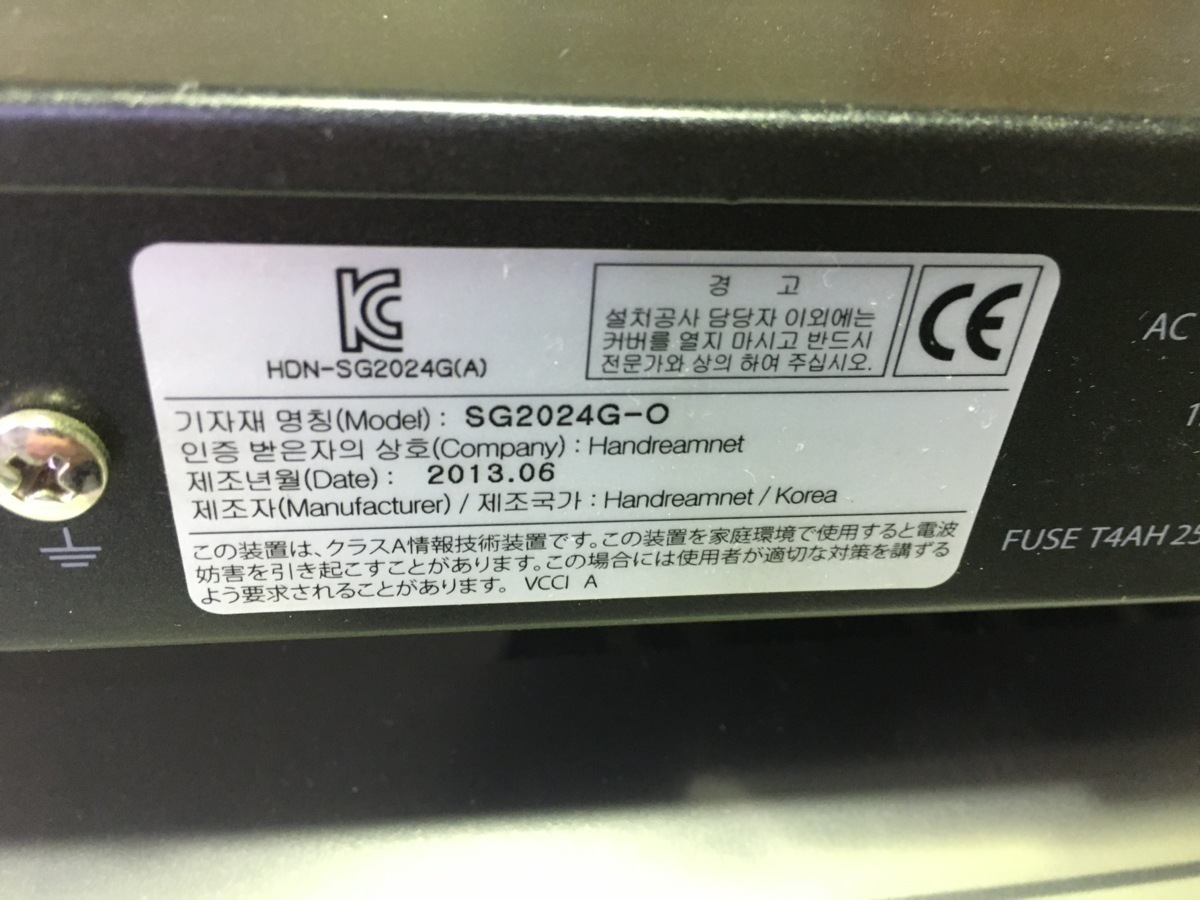 KC
HDN-SG2024G(A)
경 고
설치공사 담당자 이외에는
커버를 열지 마시고 반드시
전문가와 상의 하여 주십시오.
CE
기자재 명칭(Model) : SG2024G-O
인증 받은자의 상호(Company) : Handreamnet
제조년월(Date) : 2013.06
제조자(Manufacturer) / 제조국가 : Handreamnet / Korea
この装置は、クラスA情報技術装置です。この装置を家庭環境で使用すると電波
妨害を引き起こすことがあります。この場合には使用者が適切な対策を講ずる
よう要求されることがあります。 VCCI A
AC
1
FUSE T4AH 25